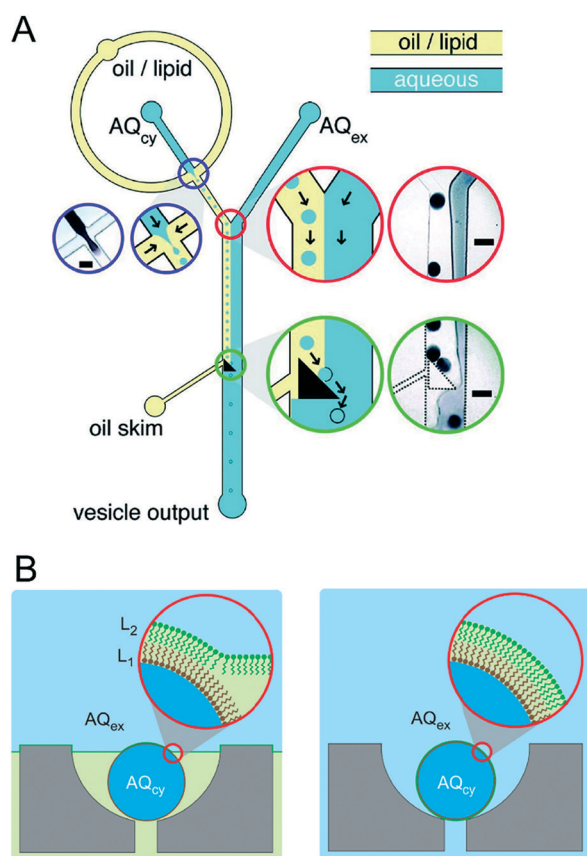 A
oil / lipid
aqueous
oil / lipid
AQcy
AQex
oil skim
vesicle output
B
L2
L1
AQex
AQcy
AQex
AQcy